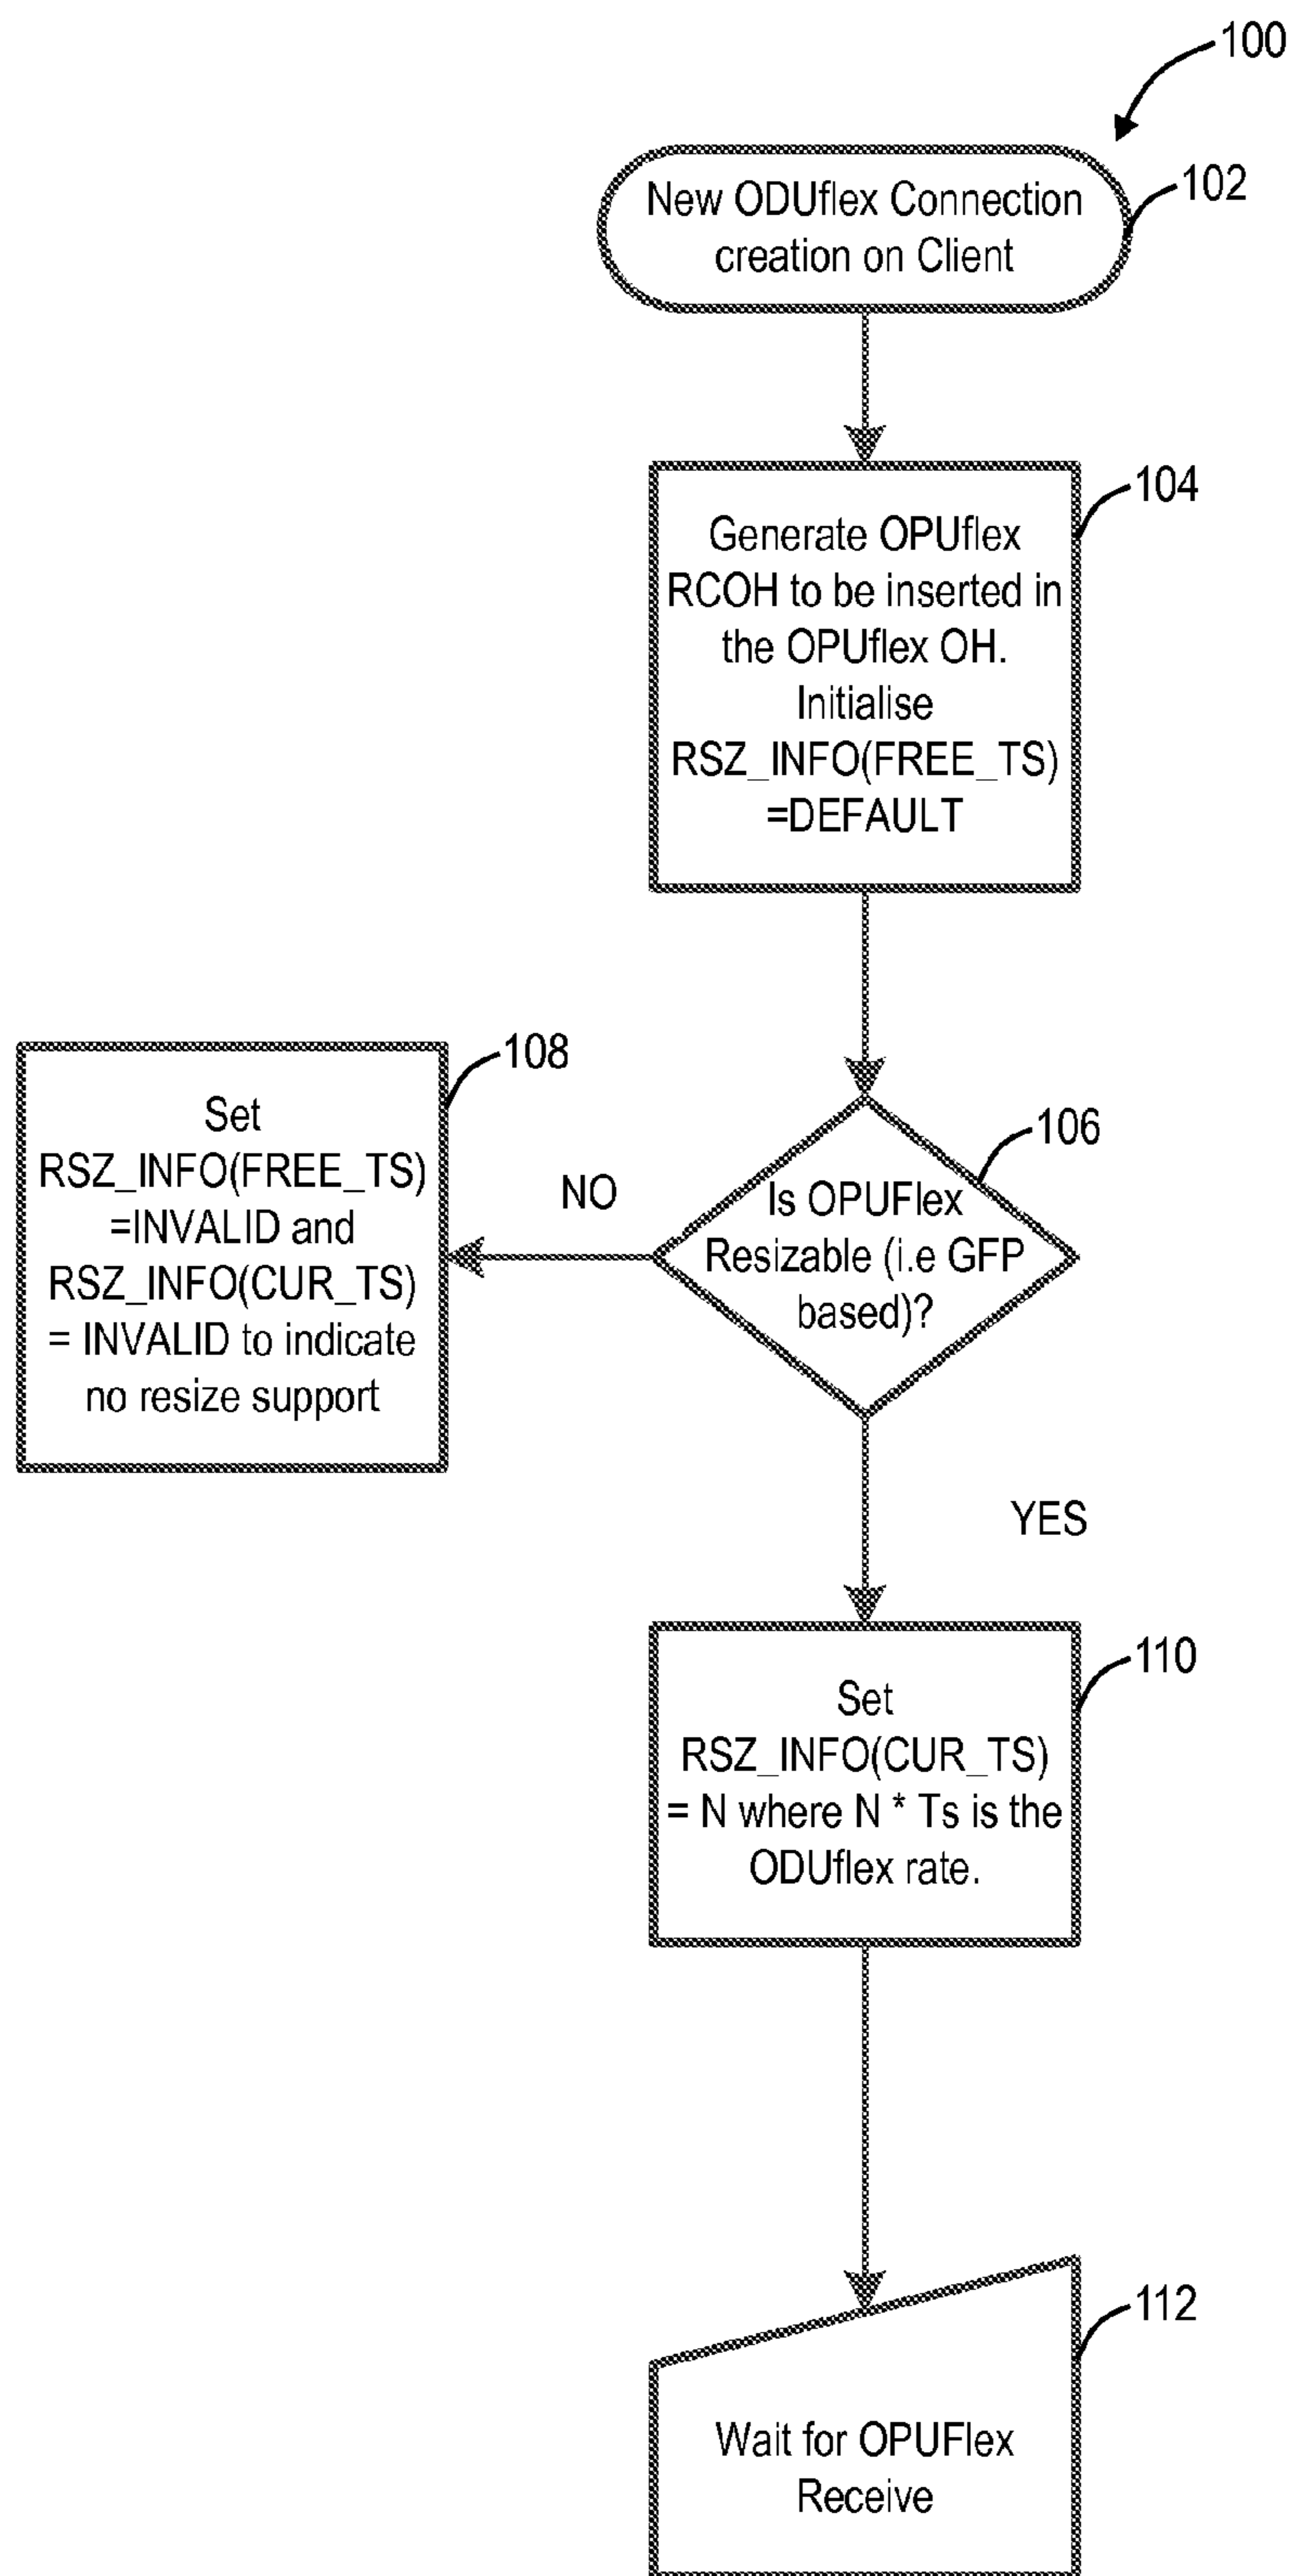 100
New ODUflex Connection
creation on Client
102
104
Generate OPUflex
RCOH to be inserted in
the OPUflex OH.
Initialise
RSZ_INFO(FREE_TS)
=DEFAULT
108
Set
RSZ_INFO(FREE_TS)
=INVALID and
RSZ_INFO(CUR_TS)
= INVALID to indicate
no resize support
NO
106
Is OPUFlex
Resizable (i.e GFP
based)?
YES
110
Set
RSZ_INFO(CUR_TS)
= N where N * Ts is the
ODUflex rate.
112
Wait for OPUFlex
Receive